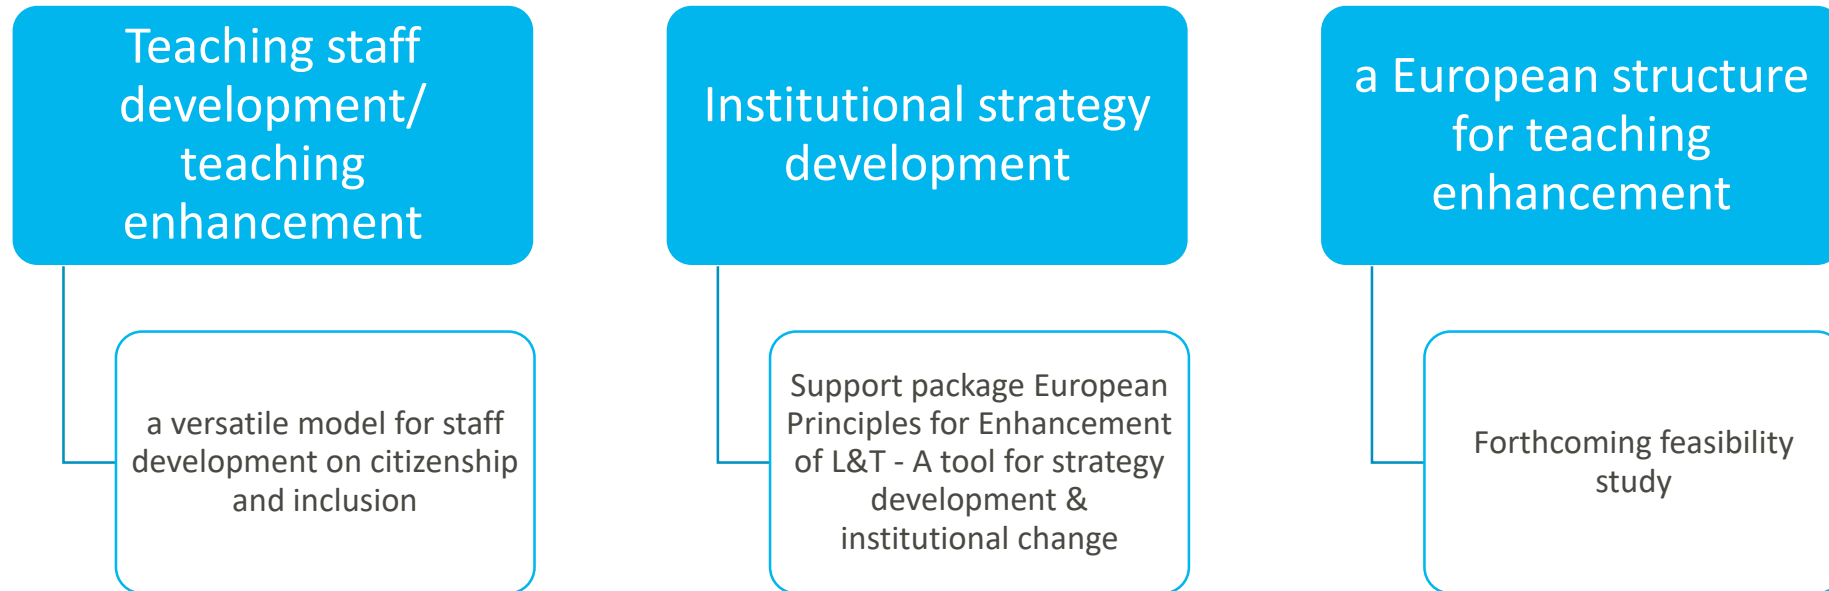 Teaching staff
development/
teaching
enhancement
a versatile model for staff
development on citizenship
and inclusion
Institutional strategy
development
Support package European
Principles for Enhancement
of L&T - A tool for strategy
development &
institutional change
a European structure
for teaching
enhancement
Forthcoming feasibility
study